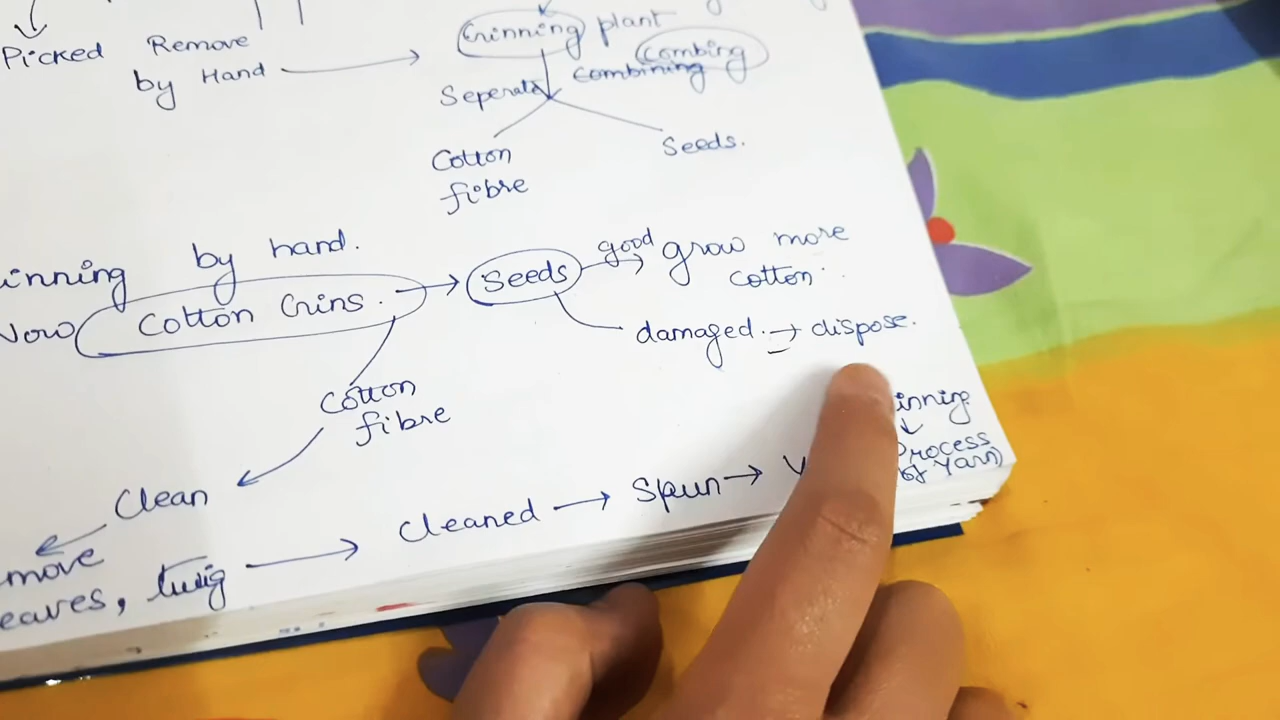 Picked Remove
by Hand
Ginning plant
Combing
combining
Seperate
Cotton
fibre
Seeds.
inning by hand.
Now Cotton Gins.
Seeds
good grow more
cotton
damaged. → dispose.
Cotton
fibre
Clean
move
eaves, twig
Cleaned → Spun →
inning
Process
of Yarn)